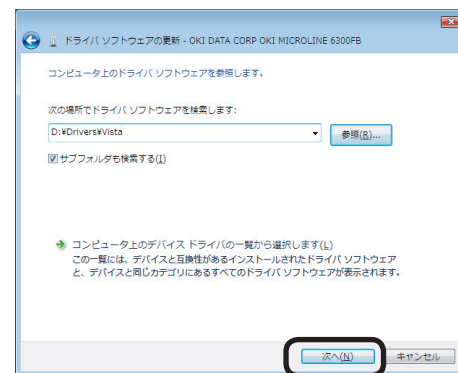 ドライバ ソフトウェアの更新 - OKI DATA CORP OKI MICROLINE 6300FB
コンピュータ上のドライバ ソフトウェアを参照します。
次の場所でドライバ ソフトウェアを検索します:
D:¥Drivers¥Vista
参照(R)...
サブフォルダも検索する(I)
コンピュータ上のデバイス ドライバの一覧から選択します(L)
この一覧には、デバイスと互換性があるインストールされたドライバ ソフトウェア
と、デバイスと同じカテゴリにあるすべてのドライバ ソフトウェアが表示されます。
次へ(N)
キャンセル